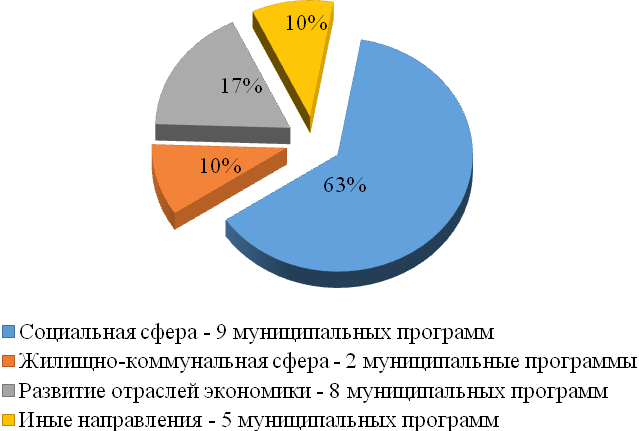 10%
17%
10%
63%
Социальная сфера - 9 муниципальных программ
Жилищно-коммунальная сфера - 2 муниципальные программы
Развитие отраслей экономики - 8 муниципальных программ
Иные направления - 5 муниципальных программ